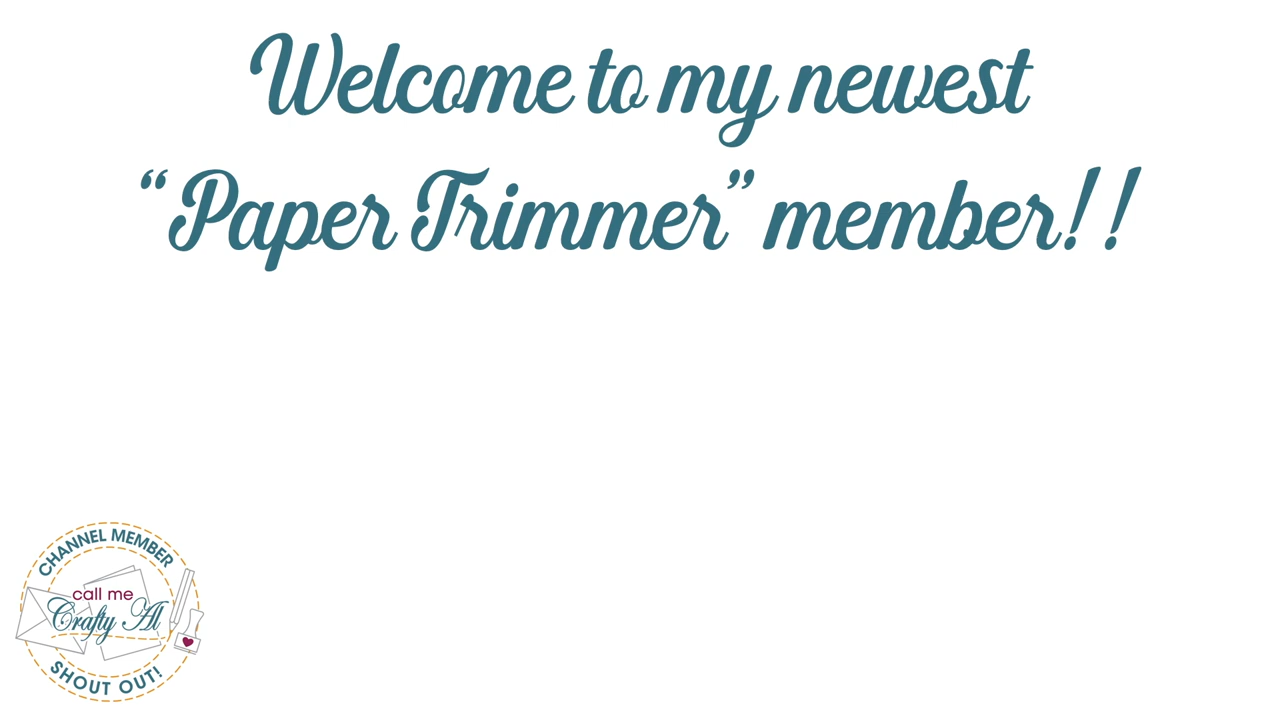 Welcome to my newest
“Paper Trimmer” member!!
CHANNEL MEMBER
call me
Crafty Al
SHOUT OUT!